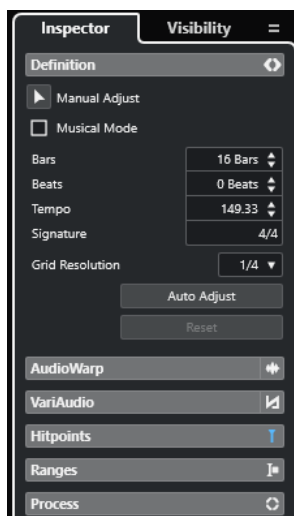 Inspector Visibility
Definition
Manual Adjust
Musical Mode
Bars 16 Bars
Beats 0 Beats
Tempo 149.33
Signature 4/4
Grid Resolution 1/4
Auto Adjust
Reset
AudioWarp
VariAudio
Hitpoints
Ranges
Process